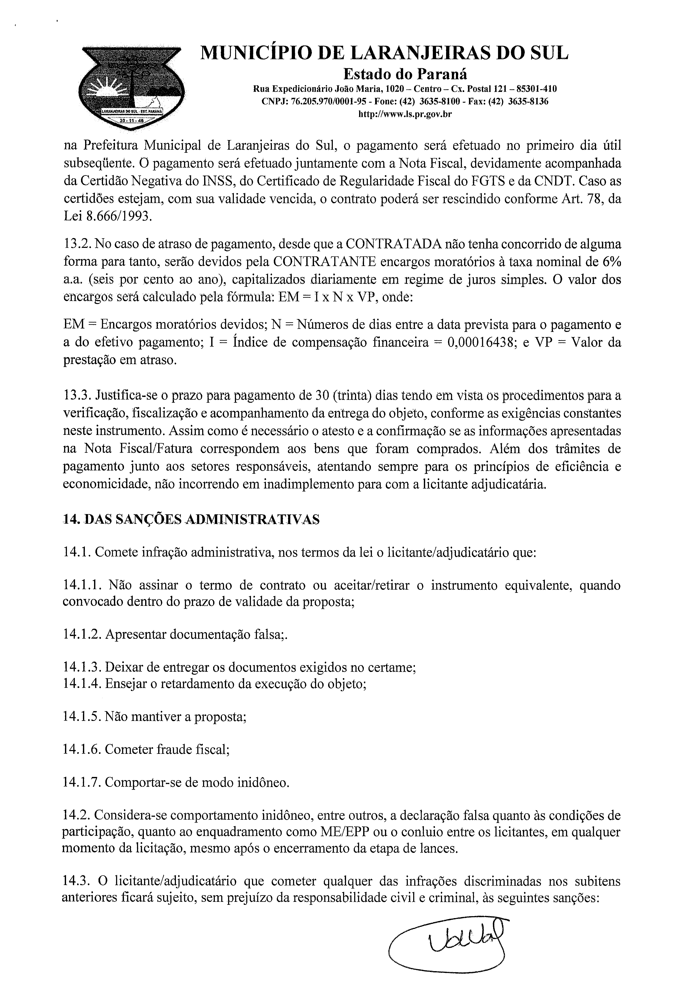 MUNICÍPIO DE LARANJEIRAS DO SUL
Estado do Paraná
Rua Expedicionário João Maria, 1020 – Centro – Cx. Postal 121 – 85301-410
CNPJ: 76.205.970/0001-95 - Fone: (42) 3635-8100 - Fax: (42) 3635-8136
http://www.ls.pr.gov.br
LARANJEIRAS DO SUL - EST. PARANÁ
30 - 11 - 46
na Prefeitura Municipal de Laranjeiras do Sul, o pagamento será efetuado no primeiro dia útil
subseqüente. O pagamento será efetuado juntamente com a Nota Fiscal, devidamente acompanhada
da Certidão Negativa do INSS, do Certificado de Regularidade Fiscal do FGTS e da CNDT. Caso as
certidões estejam, com sua validade vencida, o contrato poderá ser rescindido conforme Art. 78, da
Lei 8.666/1993.
13.2. No caso de atraso de pagamento, desde que a CONTRATADA não tenha concorrido de alguma
forma para tanto, serão devidos pela CONTRATANTE encargos moratórios à taxa nominal de 6%
a.a. (seis por cento ao ano), capitalizados diariamente em regime de juros simples. O valor dos
encargos será calculado pela fórmula: EM = I x N x VP, onde:
EM = Encargos moratórios devidos; N = Números de dias entre a data prevista para o pagamento e
a do efetivo pagamento; I = Índice de compensação financeira = 0,00016438; e VP = Valor da
prestação em atraso.
13.3. Justifica-se o prazo para pagamento de 30 (trinta) dias tendo em vista os procedimentos para a
verificação, fiscalização e acompanhamento da entrega do objeto, conforme as exigências constantes
neste instrumento. Assim como é necessário o atesto e a confirmação se as informações apresentadas
na Nota Fiscal/Fatura correspondem aos bens que foram comprados. Além dos trâmites de
pagamento junto aos setores responsáveis, atentando sempre para os princípios de eficiência e
economicidade, não incorrendo em inadimplemento para com a licitante adjudicatária.
14. DAS SANÇÕES ADMINISTRATIVAS
14.1. Comete infração administrativa, nos termos da lei o licitante/adjudicatário que:
14.1.1. Não assinar o termo de contrato ou aceitar/retirar o instrumento equivalente, quando
convocado dentro do prazo de validade da proposta;
14.1.2. Apresentar documentação falsa;.
14.1.3. Deixar de entregar os documentos exigidos no certame;
14.1.4. Ensejar o retardamento da execução do objeto;
14.1.5. Não mantiver a proposta;
14.1.6. Cometer fraude fiscal;
14.1.7. Comportar-se de modo inidôneo.
14.2. Considera-se comportamento inidôneo, entre outros, a declaração falsa quanto às condições de
participação, quanto ao enquadramento como ME/EPP ou o conluio entre os licitantes, em qualquer
momento da licitação, mesmo após o encerramento da etapa de lances.
14.3. O licitante/adjudicatário que cometer qualquer das infrações discriminadas nos subitens
anteriores ficará sujeito, sem prejuízo da responsabilidade civil e criminal, às seguintes sanções: